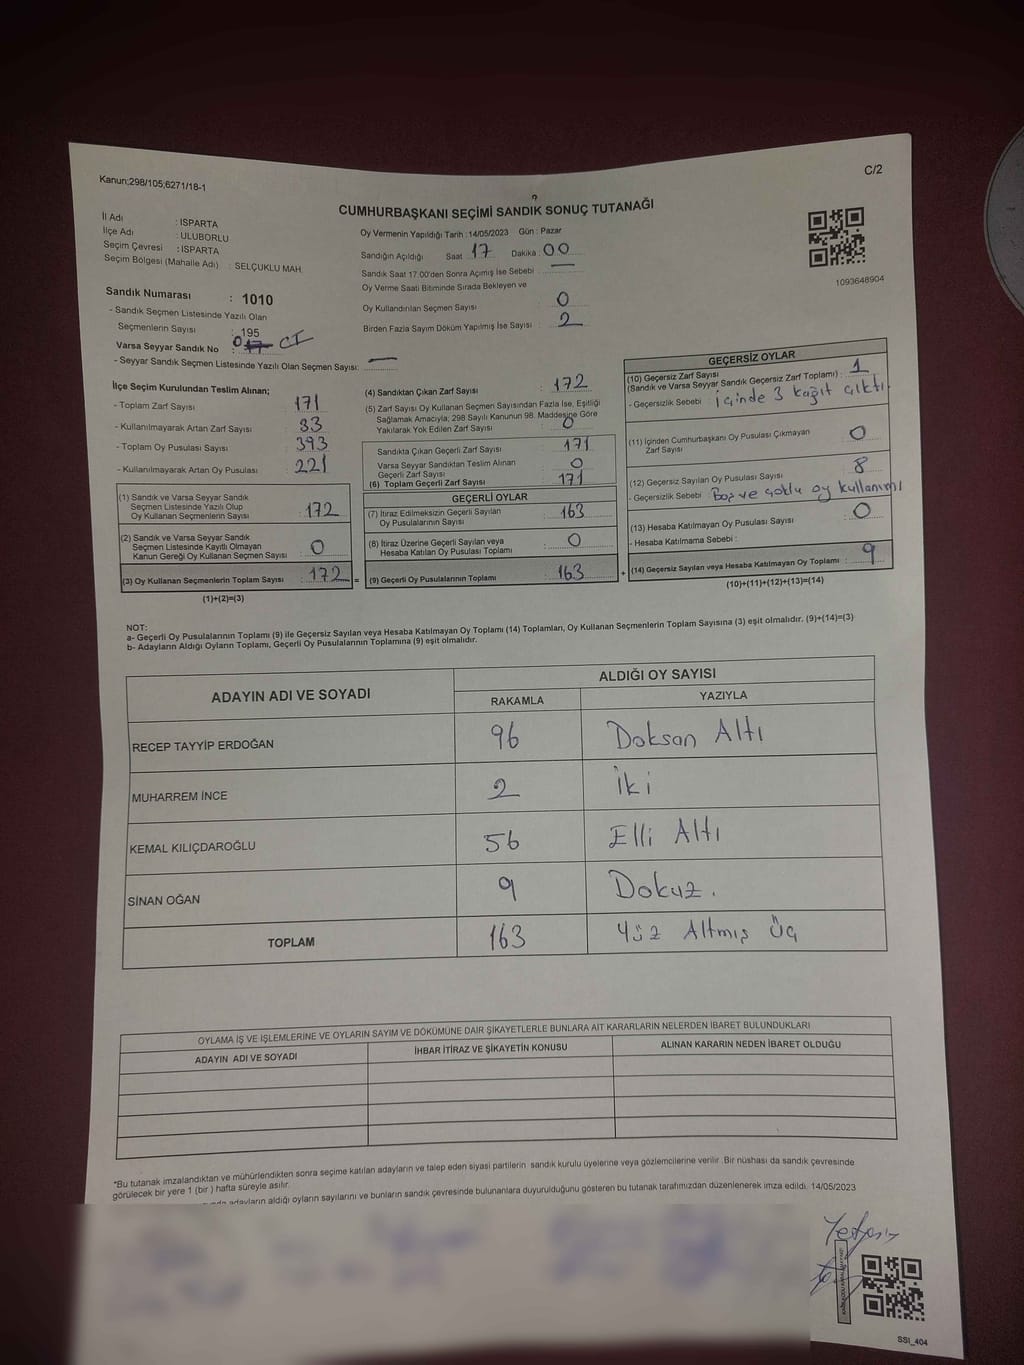 Kanun;298/105;6271/18-1
C/2
CUMHURBAŞKANI SEÇİMİ SANDIK SONUÇ TUTANAĞI
İl Adı : ISPARTA
İlçe Adı : ULUBORLU
Seçim Çevresi : ISPARTA
Seçim Bölgesi (Mahalle Adı) : SELÇUKLU MAH.
Oy Vermenin Yapıldığı Tarih : 14/05/2023 Gün : Pazar
Sandığın Açıldığı Saat : 17 Dakika : 00
Sandık Saat 17:00'den Sonra Açımış İse Sebebi : —
Oy Verme Saati Bitiminde Sırada Bekleyen ve
Oy Kullandırılan Seçmen Sayısı : 0
Birden Fazla Sayım Döküm Yapılmış İse Sayısı : 2
1093648904
Sandık Numarası : 1010
- Sandık Seçmen Listesinde Yazılı Olan
Seçmenlerin Sayısı : 195
Varsa Seyyar Sandık No :
- Seyyar Sandık Seçmen Listesinde Yazılı Olan Seçmen Sayısı: —
İlçe Seçim Kurulundan Teslim Alınan;
- Toplam Zarf Sayısı : 171
- Kullanılmayarak Artan Zarf Sayısı : 33
- Toplam Oy Pusulası Sayısı : 393
- Kullanılmayarak Artan Oy Pusulası : 221
(1) Sandık ve Varsa Seyyar Sandık
Seçmen Listesinde Yazılı Olup
Oy Kullanan Seçmenlerin Sayısı : 172
(2) Sandık ve Varsa Seyyar Sandık
Seçmen Listesinde Kayıtlı Olmayan
Kanun Gereği Oy Kullanan Seçmen Sayısı : 0
(3) Oy Kullanan Seçmenlerin Toplam Sayısı : 172 =
(1)+(2)=(3)
(4) Sandıktan Çıkan Zarf Sayısı : 172
(5) Zarf Sayısı Oy Kullanan Seçmen Sayısından Fazla İse, Eşitliği
Sağlamak Amacıyla; 298 Sayılı Kanunun 98. Maddesine Göre
Yakılarak Yok Edilen Zarf Sayısı : 0
Sandıkta Çıkan Geçerli Zarf Sayısı : 171
Varsa Seyyar Sandıktan Teslim Alınan
Geçerli Zarf Sayısı : 0
(6) Toplam Geçerli Zarf Sayısı : 171
GEÇERLİ OYLAR
(7) İtiraz Edilmeksizin Geçerli Sayılan
Oy Pusulalarının Sayısı : 163
(8) İtiraz Üzerine Geçerli Sayılan veya
Hesaba Katılan Oy Pusulası Toplamı : 0
(9) Geçerli Oy Pusulalarının Toplamı : 163 +
GEÇERSİZ OYLAR
(10) Geçersiz Zarf Sayısı
(Sandık ve Varsa Seyyar Sandık Geçersiz Zarf Toplamı) : 1
- Geçersizlik Sebebi : İçinde 3 kağıt çıktı
(11) İçinden Cumhurbaşkanı Oy Pusulası Çıkmayan
Zarf Sayısı : 0
(12) Geçersiz Sayılan Oy Pusulası Sayısı : 8
- Geçersizlik Sebebi : Boş ve çoklu oy kullanımı
(13) Hesaba Katılmayan Oy Pusulası Sayısı : 0
- Hesaba Katılmama Sebebi :
(14) Geçersiz Sayılan veya Hesaba Katılmayan Oy Toplamı : 9
(10)+(11)+(12)+(13)=(14)
NOT:
a- Geçerli Oy Pusulalarının Toplamı (9) ile Geçersiz Sayılan veya Hesaba Katılmayan Oy Toplamı (14) Toplamları, Oy Kullanan Seçmenlerin Toplam Sayısına (3) eşit olmalıdır. (9)+(14)=(3)
b- Adayların Aldığı Oyların Toplamı, Geçerli Oy Pusulalarının Toplamına (9) eşit olmalıdır.
ADAYIN ADI VE SOYADI
ALDIĞI OY SAYISI
RAKAMLA YAZIYLA
RECEP TAYYİP ERDOĞAN 96 Doksan Altı
MUHARREM İNCE 2 İki
KEMAL KILIÇDAROĞLU 56 Elli Altı
SİNAN OĞAN 9 Dokuz.
TOPLAM 163 Yüz Altmış Üç
OYLAMA İŞ VE İŞLEMLERİNE VE OYLARIN SAYIM VE DÖKÜMÜNE DAİR ŞİKAYETLERLE BUNLARA AİT KARARLARIN NELERDEN İBARET BULUNDUKLARI
ADAYIN ADI VE SOYADI İHBAR İTİRAZ VE ŞİKAYETİN KONUSU ALINAN KARARIN NEDEN İBARET OLDUĞU
*Bu tutanak imzalandıktan ve mühürlendikten sonra seçime katılan adayların ve talep eden siyasi partilerin sandık kurulu üyelerine veya gözlemcilerine verilir. Bir nüshası da sandık çevresinde
görülecek bir yere 1 (bir ) hafta süreyle asılır.
adayların aldığı oyların sayılarını ve bunların sandık çevresinde bulunanlara duyurulduğunu gösteren bu tutanak tarafımızdan düzenlenerek imza edildi. 14/05/2023
SSI_404